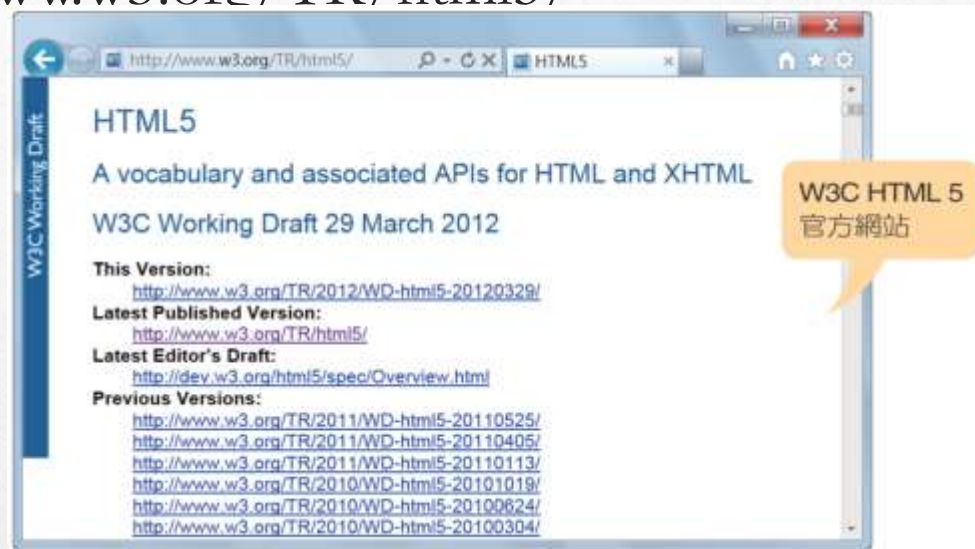 ww.w3.org/TR/html5/
http://www.w3.org/TR/html5/
HTML5
W3C Working Draft
HTML5
A vocabulary and associated APIs for HTML and XHTML
W3C Working Draft 29 March 2012
This Version:
http://www.w3.org/TR/2012/WD-html5-20120329/
Latest Published Version:
http://www.w3.org/TR/html5/
Latest Editor's Draft:
http://dev.w3.org/html5/spec/Overview.html
Previous Versions:
http://www.w3.org/TR/2011/WD-html5-20110525/
http://www.w3.org/TR/2011/WD-html5-20110405/
http://www.w3.org/TR/2011/WD-html5-20110113/
http://www.w3.org/TR/2010/WD-html5-20101019/
http://www.w3.org/TR/2010/WD-html5-20100624/
http://www.w3.org/TR/2010/WD-html5-20100304/
W3C HTML 5
官方網站